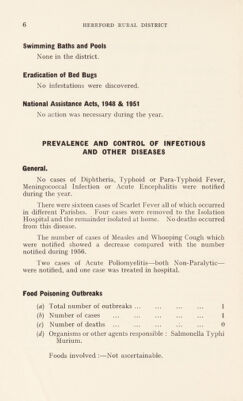 6 HEREFORD RURAL DISTRICT
Swimming Baths and Pools
None in the district.
Eradication of Bed Bugs
No infestations were discovered.
National Assistance Acts, 1948 & 1951
No action was necessary during the year.
PREVALENCE AND CONTROL OF INFECTIOUS
AND OTHER DISEASES
General.
No cases of Diphtheria, Typhoid or Para-Typhoid Fever,
Meningococcal Infection or Acute Encephalitis were notified
during the year.
There were sixteen cases of Scarlet Fever all of which occurred
in different Parishes. Four cases were removed to the Isolation
Hospital and the remainder isolated at home. No deaths occurred
from this disease.
The number of cases of Measles and Whooping Cough which
were notified showed a decrease compared with the number
notified during 1956.
Two cases of Acute Poliomyelitis—both Non-Paralytic—
were notified, and one case was treated in hospital.
Food Poisoning Outbreaks
(a) Total number of outbreaks ... ... ... ... 1
(b) Number of cases ... ... ... ... ... 1
(c) Number of deaths ... ... ... ... ... 0
(d) Organisms or other agents responsible : Salmonella Typhi
Murium.
Foods involved :—Not ascertainable.